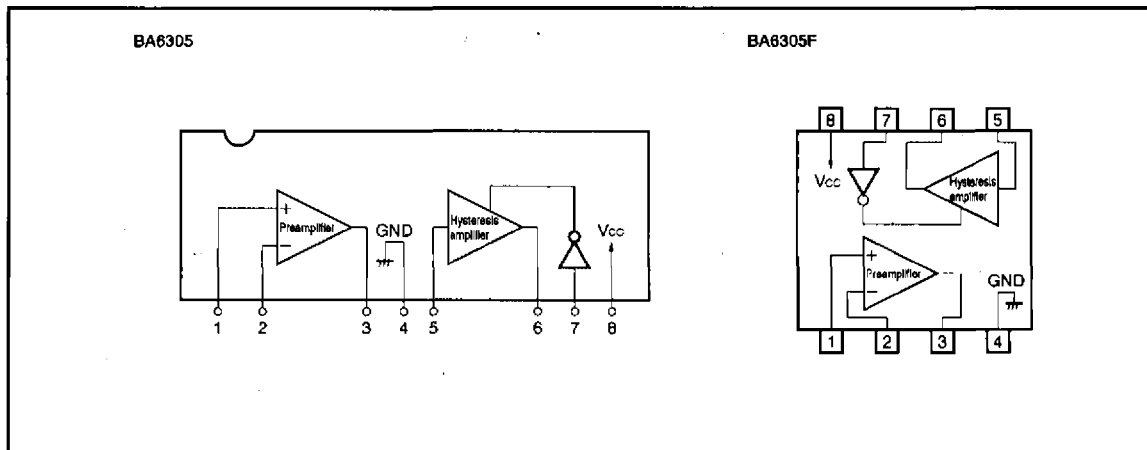 BA6305
BA6305F
+
Preamplifier
−
GND
Hysteresis
amplifier
Vcc
1 2 3 4 5 6 7 8
8 7 6 5
Vcc
Hysteresis
amplifier
+
Preamplifier
−
GND
1 2 3 4